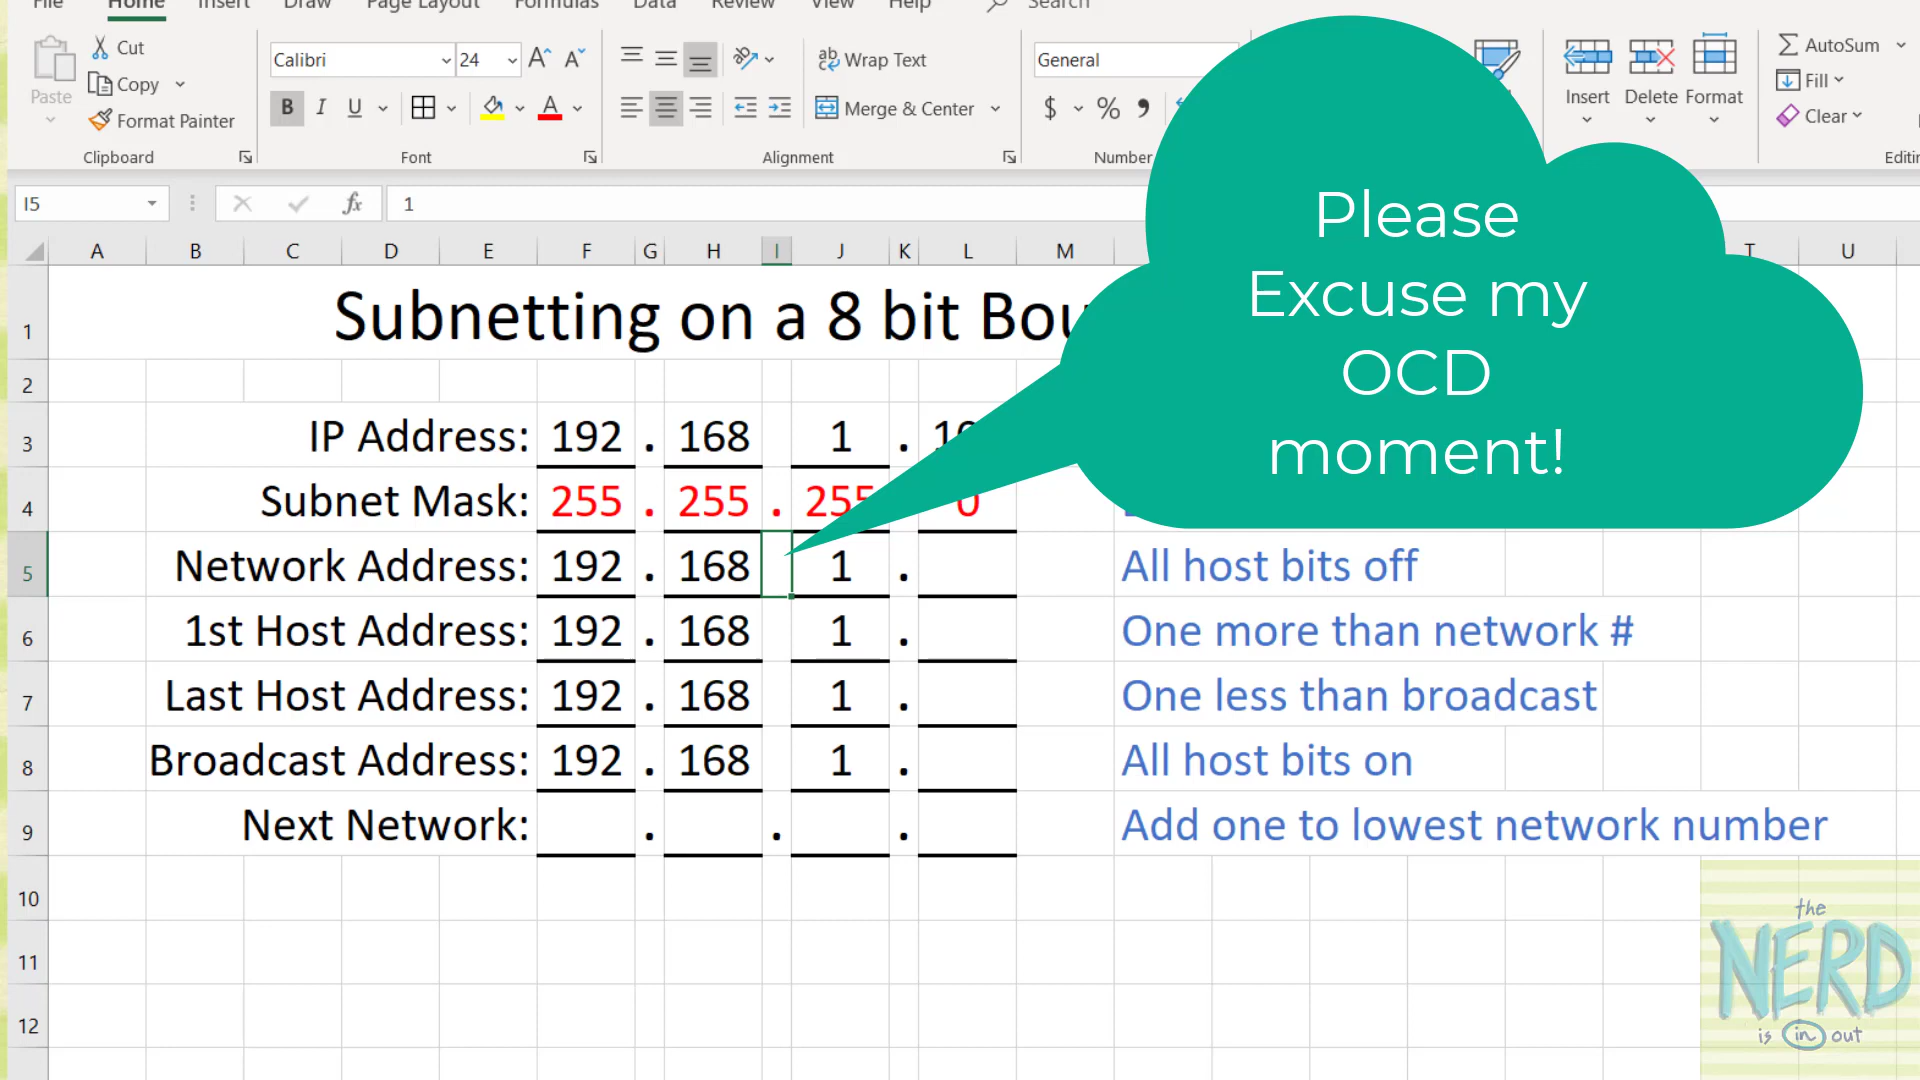 File Home Insert Draw Page Layout Formulas Data Review View Help Search
Paste Cut Copy Format Painter
Clipboard
Calibri 24 A A
B I U A
Font
ab Wrap Text
Merge & Center
Alignment
General
$ %
Number
Insert Delete Format
AutoSum
Fill
Clear
I5 fx 1
A B C D E F G H I J K L M T U
Please
Excuse my
OCD
moment!
1 Subnetting on a 8 bit
2
3 IP Address: 192 . 168 1 .
4 Subnet Mask: 255 . 255 . 255 0
5 Network Address: 192 . 168 1 . All host bits off
6 1st Host Address: 192 . 168 1 . One more than network #
7 Last Host Address: 192 . 168 1 . One less than broadcast
8 Broadcast Address: 192 . 168 1 . All host bits on
9 Next Network: . . . Add one to lowest network number
10
11
12
the
NERD
is in out